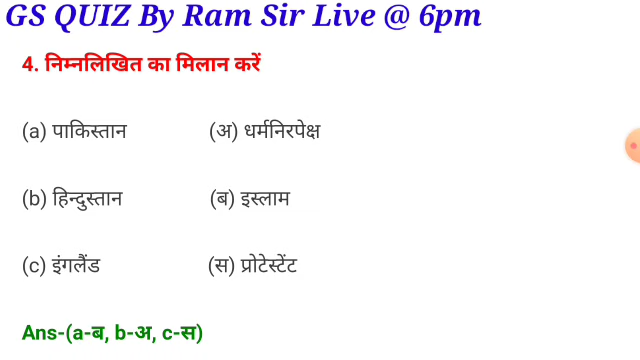 GS QUIZ By Ram Sir Live @ 6pm
4. निम्नलिखित का मिलान करें
(a) पाकिस्तान (अ) धर्मनिरपेक्ष
(b) हिन्दुस्तान (ब) इस्लाम
(c) इंगलैंड (स) प्रोटेस्टेंट
Ans-(a-ब, b-अ, c-स)